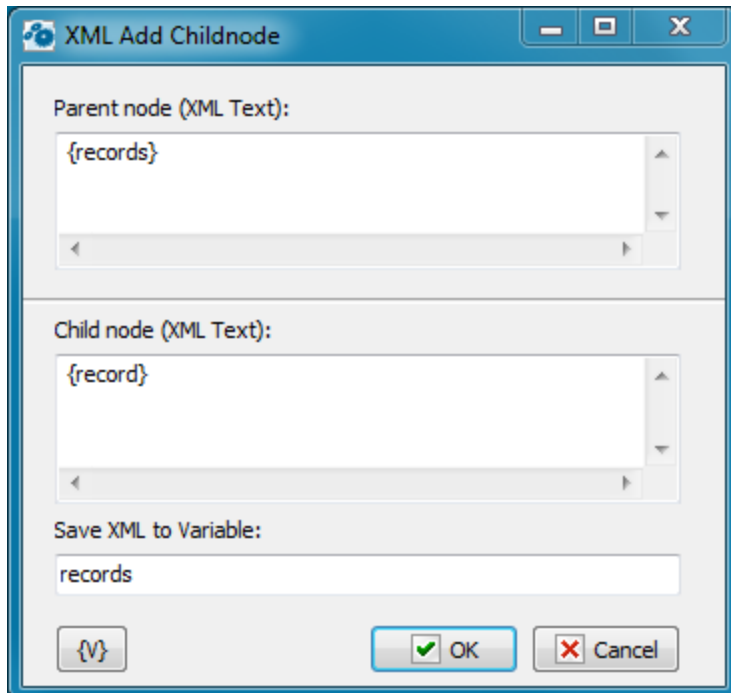 XML Add Childnode
Parent node (XML Text):
{records}
Child node (XML Text):
{record}
Save XML to Variable:
records
{V} OK Cancel